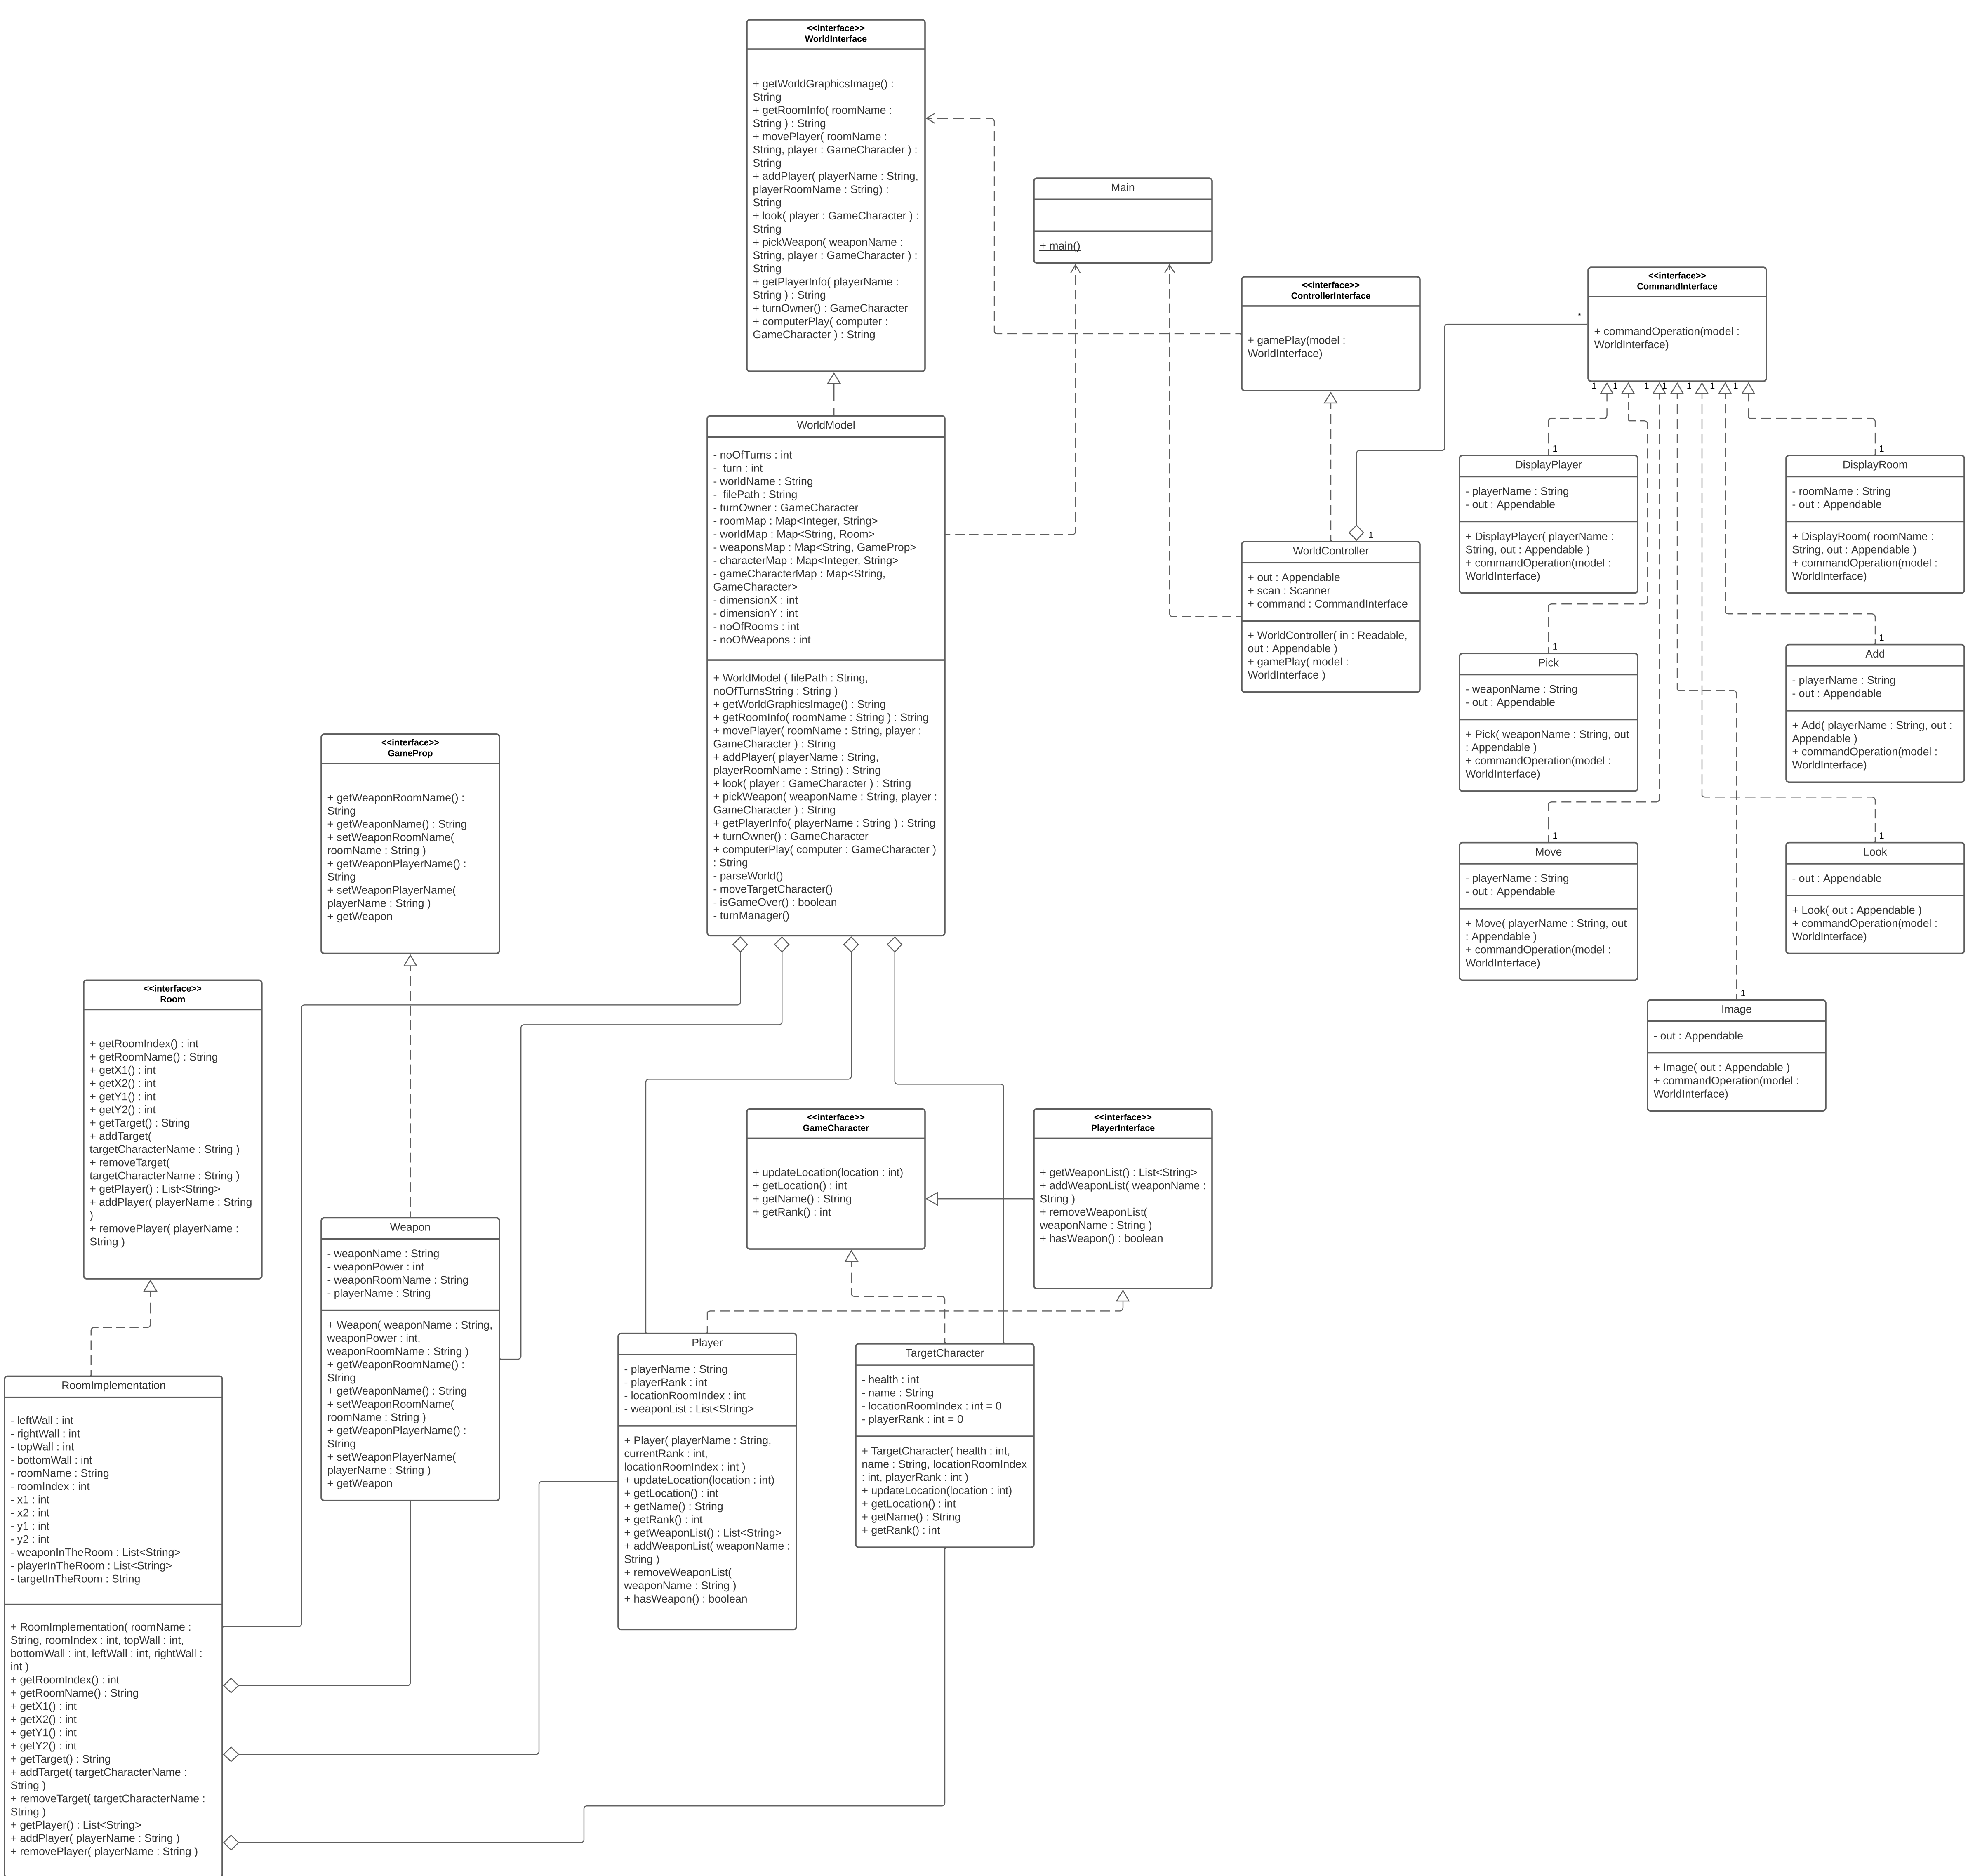 <<interface>>
WorldInterface
+ getWorldGraphicsImage() :
String
+ getRoomInfo( roomName :
String ) : String
+ movePlayer( roomName :
String, player : GameCharacter ) :
String
+ addPlayer( playerName : String,
playerRoomName : String) :
String
+ look( player : GameCharacter ) :
String
+ pickWeapon( weaponName :
String, player : GameCharacter ) :
String
+ getPlayerInfo( playerName :
String ) : String
+ turnOwner() : GameCharacter
+ computerPlay( computer :
GameCharacter ) : String
Main
+ main()
<<interface>>
ControllerInterface
+ gamePlay(model :
WorldInterface)
<<interface>>
CommandInterface
+ commandOperation(model :
WorldInterface)
*
1
1
1
1
1
1
1
WorldModel
- noOfTurns : int
-  turn : int
- worldName : String
-  filePath : String
- turnOwner : GameCharacter
- roomMap : Map<Integer, String>
- worldMap : Map<String, Room>
- weaponsMap : Map<String, GameProp>
- characterMap : Map<Integer, String>
- gameCharacterMap : Map<String,
GameCharacter>
- dimensionX : int
- dimensionY : int
- noOfRooms : int
- noOfWeapons : int
+ WorldModel ( filePath : String,
noOfTurnsString : String )
+ getWorldGraphicsImage() : String
+ getRoomInfo( roomName : String ) : String
+ movePlayer( roomName : String, player :
GameCharacter ) : String
+ addPlayer( playerName : String,
playerRoomName : String) : String
+ look( player : GameCharacter ) : String
+ pickWeapon( weaponName : String, player :
GameCharacter ) : String
+ getPlayerInfo( playerName : String ) : String
+ turnOwner() : GameCharacter
+ computerPlay( computer : GameCharacter )
: String
- parseWorld()
- moveTargetCharacter()
- isGameOver() : boolean
- turnManager()
1
WorldController
+ out : Appendable
+ scan : Scanner
+ command : CommandInterface
+ WorldController( in : Readable,
out : Appendable )
+ gamePlay( model :
WorldInterface )
1
DisplayPlayer
- playerName : String
- out : Appendable
+ DisplayPlayer( playerName :
String, out : Appendable )
+ commandOperation(model :
WorldInterface)
1
DisplayRoom
- roomName : String
- out : Appendable
+ DisplayRoom( roomName :
String, out : Appendable )
+ commandOperation(model :
WorldInterface)
1
Pick
- weaponName : String
- out : Appendable
+ Pick( weaponName : String, out
: Appendable )
+ commandOperation(model :
WorldInterface)
1
Add
- playerName : String
- out : Appendable
+ Add( playerName : String, out :
Appendable )
+ commandOperation(model :
WorldInterface)
1
Move
- playerName : String
- out : Appendable
+ Move( playerName : String, out
: Appendable )
+ commandOperation(model :
WorldInterface)
1
Look
- out : Appendable
+ Look( out : Appendable )
+ commandOperation(model :
WorldInterface)
1
Image
- out : Appendable
+ Image( out : Appendable )
+ commandOperation(model :
WorldInterface)
<<interface>>
GameProp
+ getWeaponRoomName() :
String
+ getWeaponName() : String
+ setWeaponRoomName(
roomName : String )
+ getWeaponPlayerName() :
String
+ setWeaponPlayerName(
playerName : String )
+ getWeapon
<<interface>>
Room
+ getRoomIndex() : int
+ getRoomName() : String
+ getX1() : int
+ getX2() : int
+ getY1() : int
+ getY2() : int
+ getTarget() : String
+ addTarget(
targetCharacterName : String )
+ removeTarget(
targetCharacterName : String )
+ getPlayer() : List<String>
+ addPlayer( playerName : String
)
+ removePlayer( playerName :
String )
<<interface>>
GameCharacter
+ updateLocation(location : int)
+ getLocation() : int
+ getName() : String
+ getRank() : int
<<interface>>
PlayerInterface
+ getWeaponList() : List<String>
+ addWeaponList( weaponName :
String )
+ removeWeaponList(
weaponName : String )
+ hasWeapon() : boolean
Weapon
- weaponName : String
- weaponPower : int
- weaponRoomName : String
- playerName : String
+ Weapon( weaponName : String,
weaponPower : int,
weaponRoomName : String )
+ getWeaponRoomName() :
String
+ getWeaponName() : String
+ setWeaponRoomName(
roomName : String )
+ getWeaponPlayerName() :
String
+ setWeaponPlayerName(
playerName : String )
+ getWeapon
Player
- playerName : String
- playerRank : int
- locationRoomIndex : int
- weaponList : List<String>
+ Player( playerName : String,
currentRank : int,
locationRoomIndex : int )
+ updateLocation(location : int)
+ getLocation() : int
+ getName() : String
+ getRank() : int
+ getWeaponList() : List<String>
+ addWeaponList( weaponName :
String )
+ removeWeaponList(
weaponName : String )
+ hasWeapon() : boolean
TargetCharacter
- health : int
- name : String
- locationRoomIndex : int = 0
- playerRank : int = 0
+ TargetCharacter( health : int,
name : String, locationRoomIndex
: int, playerRank : int )
+ updateLocation(location : int)
+ getLocation() : int
+ getName() : String
+ getRank() : int
RoomImplementation
- leftWall : int
- rightWall : int
- topWall : int
- bottomWall : int
- roomName : String
- roomIndex : int
- x1 : int
- x2 : int
- y1 : int
- y2 : int
- weaponInTheRoom : List<String>
- playerInTheRoom : List<String>
- targetInTheRoom : String
+ RoomImplementation( roomName :
String, roomIndex : int, topWall : int,
bottomWall : int, leftWall : int, rightWall :
int )
+ getRoomIndex() : int
+ getRoomName() : String
+ getX1() : int
+ getX2() : int
+ getY1() : int
+ getY2() : int
+ getTarget() : String
+ addTarget( targetCharacterName :
String )
+ removeTarget( targetCharacterName :
String )
+ getPlayer() : List<String>
+ addPlayer( playerName : String )
+ removePlayer( playerName : String )